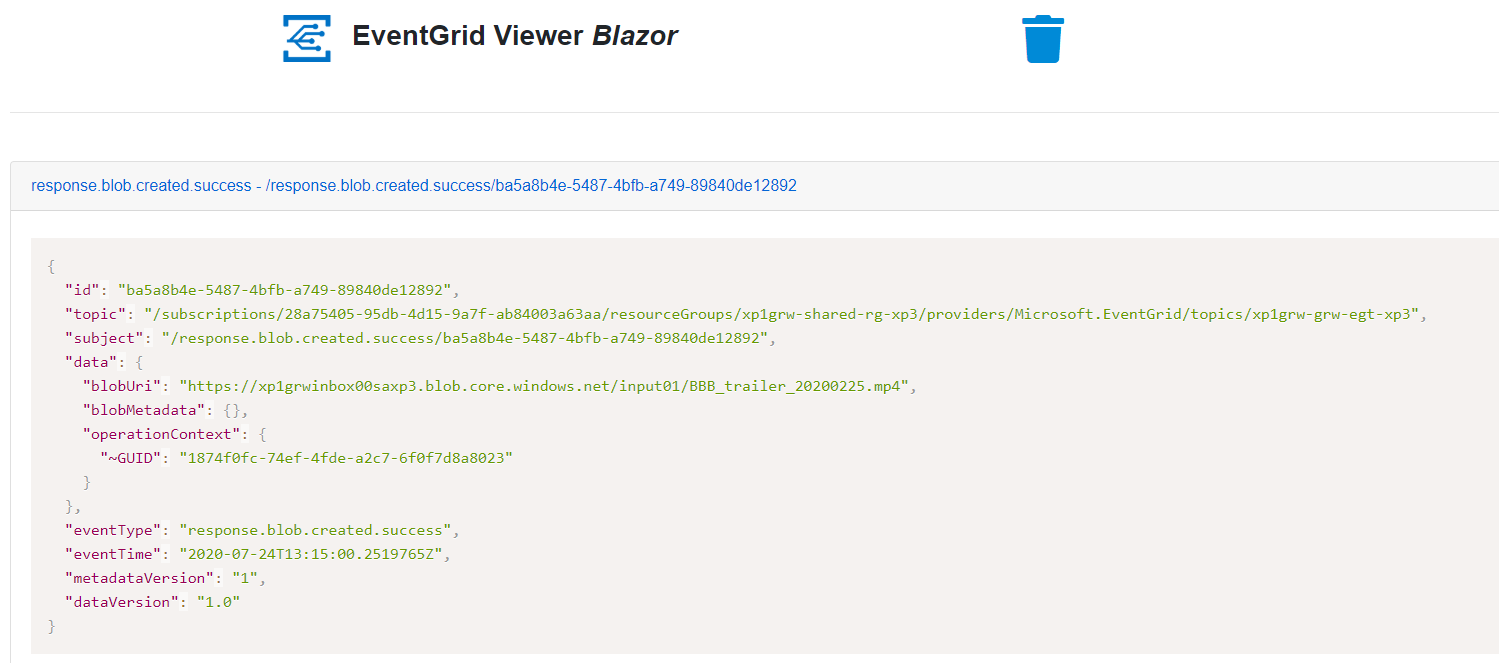 EventGrid Viewer Blazor
response.blob.created.success - /response.blob.created.success/ba5a8b4e-5487-4bfb-a749-89840de12892
{
  "id": "ba5a8b4e-5487-4bfb-a749-89840de12892",
  "topic": "/subscriptions/28a75405-95db-4d15-9a7f-ab84003a63aa/resourceGroups/xp1grw-shared-rg-xp3/providers/Microsoft.EventGrid/topics/xp1grw-grw-egt-xp3",
  "subject": "/response.blob.created.success/ba5a8b4e-5487-4bfb-a749-89840de12892",
  "data": {
    "blobUri": "https://xp1grwinbox00saxp3.blob.core.windows.net/input01/BBB_trailer_20200225.mp4",
    "blobMetadata": {},
    "operationContext": {
      "~GUID": "1874f0fc-74ef-4fde-a2c7-6f0f7d8a8023"
    }
  },
  "eventType": "response.blob.created.success",
  "eventTime": "2020-07-24T13:15:00.2519765Z",
  "metadataVersion": "1",
  "dataVersion": "1.0"
}